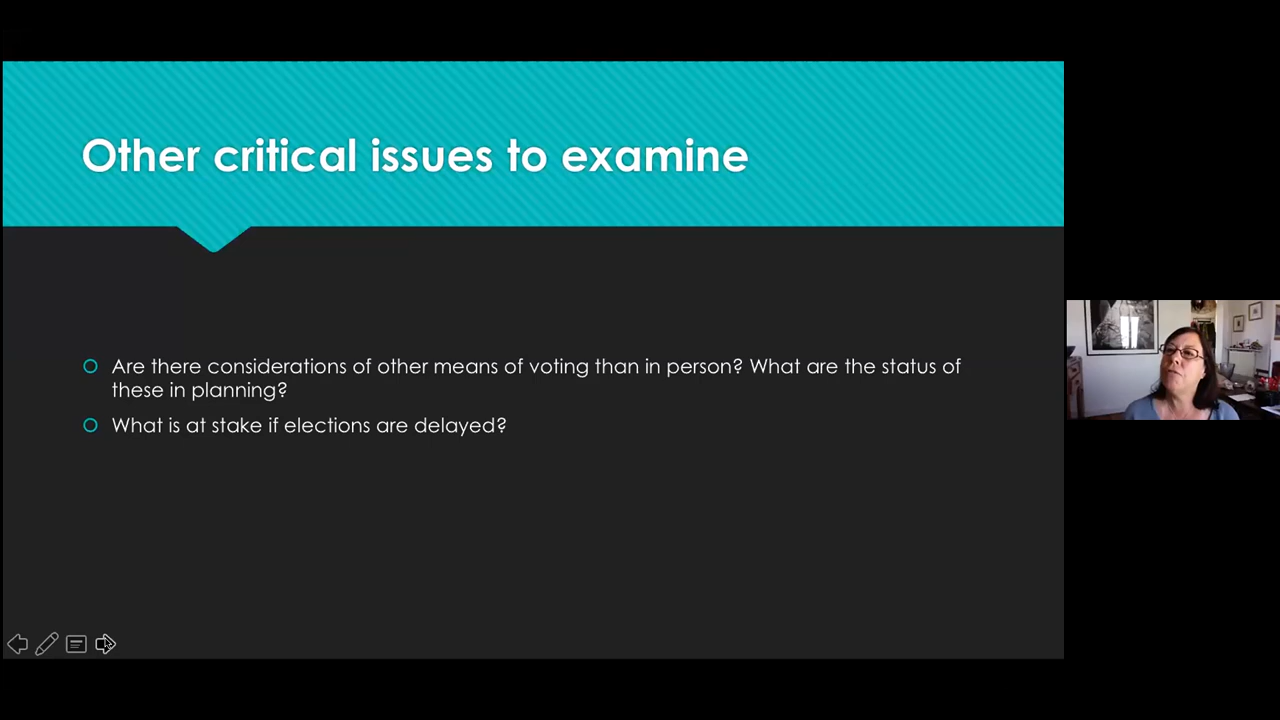 Other critical issues to examine
Are there considerations of other means of voting than in person? What are the status of
these in planning?
What is at stake if elections are delayed?